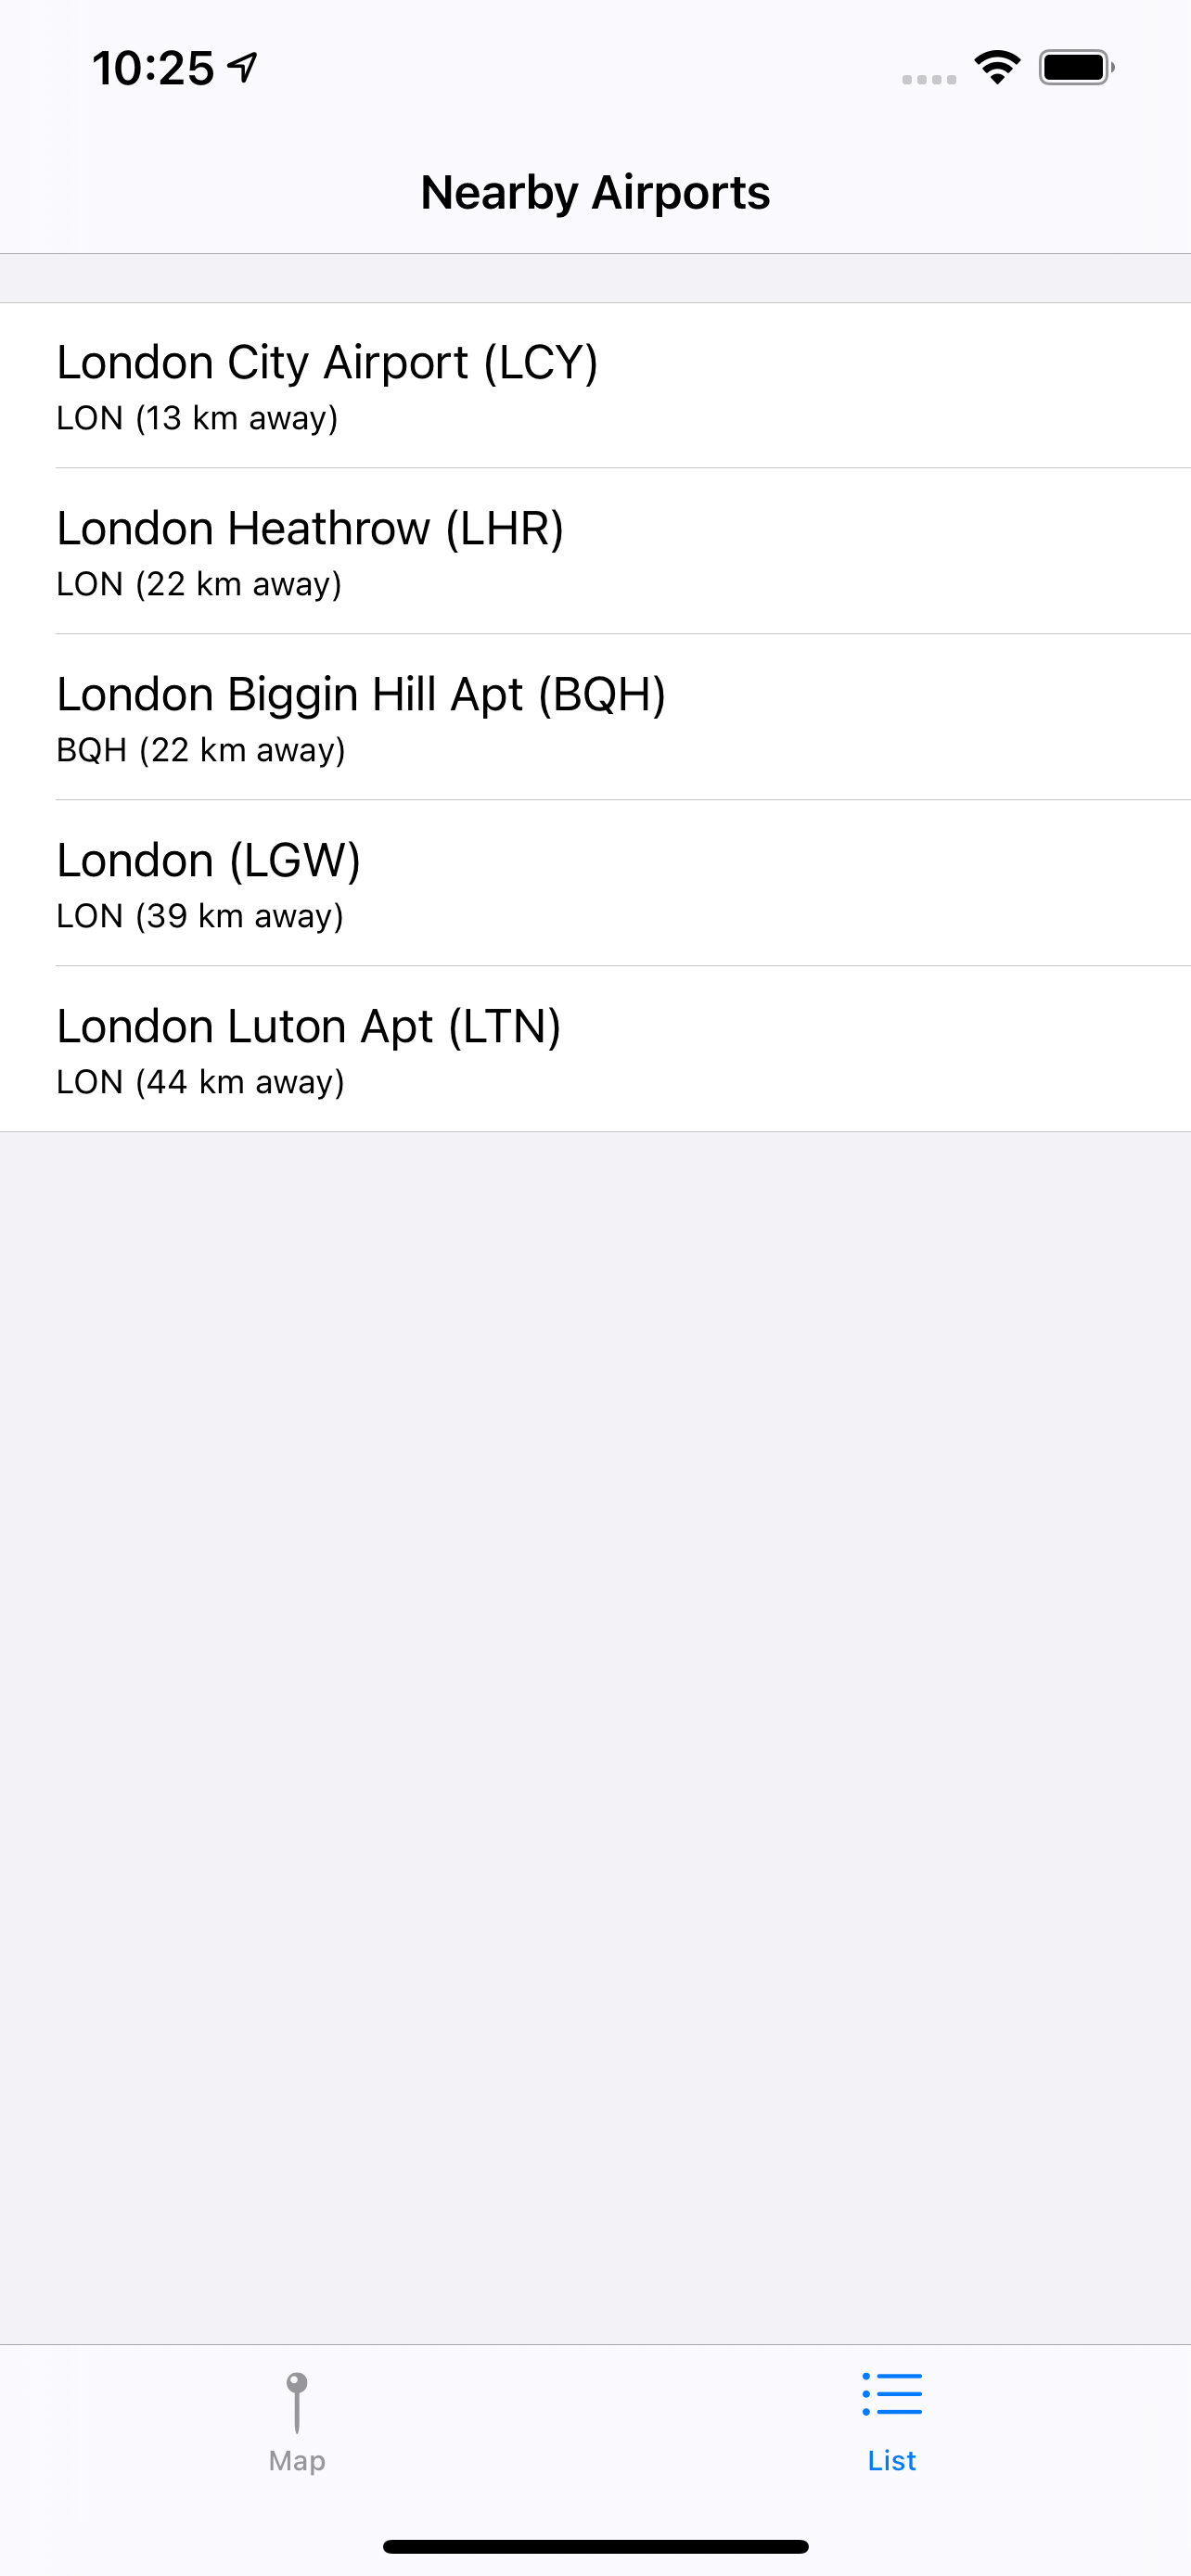 10:25
Nearby Airports
London City Airport (LCY)
LON (13 km away)
London Heathrow (LHR)
LON (22 km away)
London Biggin Hill Apt (BQH)
BQH (22 km away)
London (LGW)
LON (39 km away)
London Luton Apt (LTN)
LON (44 km away)
Map
List